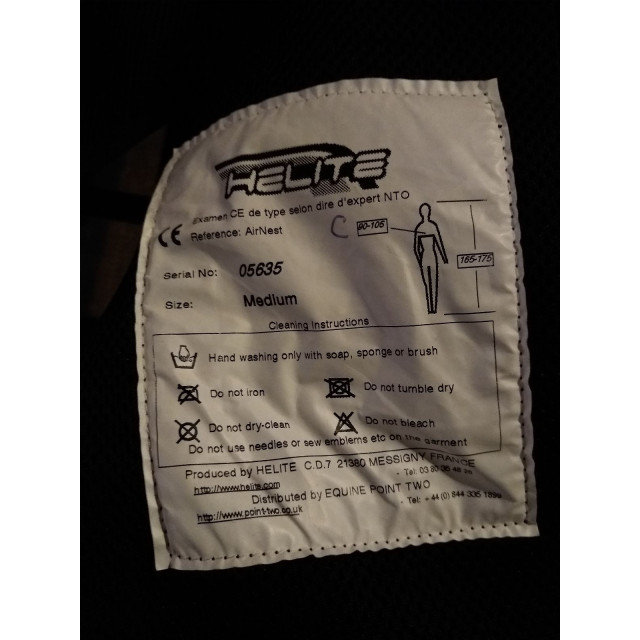 HELITE
Examen CE de type selon dire d'expert NTO
CE Reference: AirNest
C
90-105
165-175
Serial No: 05635
Size: Medium
Cleaning Instructions
Hand washing only with soap, sponge or brush
Do not iron
Do not tumble dry
Do not dry-clean
Do not bleach
Do not use needles or sew emblems etc on the garment
Produced by HELITE C.D.7 21380 MESSIGNY FRANCE
http://www.helite.com
- Tel: 03 80
Distributed by EQUINE POINT TWO
http://www.point-two.co.uk
- Tel: +44 (0) 844 335